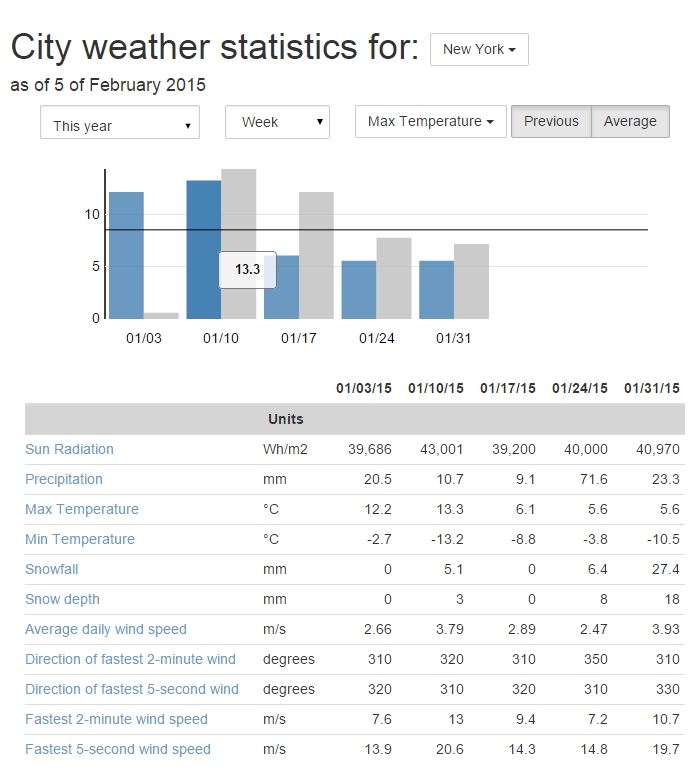 City weather statistics for: New York
as of 5 of February 2015
This year Week Max Temperature Previous Average
10
5
0
13.3
01/03 01/10 01/17 01/24 01/31
01/03/15 01/10/15 01/17/15 01/24/15 01/31/15
Units
Sun Radiation Wh/m2 39,686 43,001 39,200 40,000 40,970
Precipitation mm 20.5 10.7 9.1 71.6 23.3
Max Temperature °C 12.2 13.3 6.1 5.6 5.6
Min Temperature °C -2.7 -13.2 -8.8 -3.8 -10.5
Snowfall mm 0 5.1 0 6.4 27.4
Snow depth mm 0 3 0 8 18
Average daily wind speed m/s 2.66 3.79 2.89 2.47 3.93
Direction of fastest 2-minute wind degrees 310 320 310 350 310
Direction of fastest 5-second wind degrees 320 310 320 310 330
Fastest 2-minute wind speed m/s 7.6 13 9.4 7.2 10.7
Fastest 5-second wind speed m/s 13.9 20.6 14.3 14.8 19.7